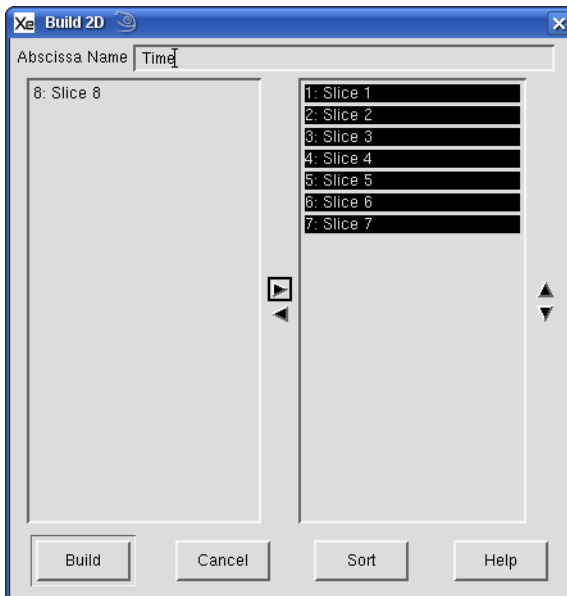 Xe Build 2D
Abscissa Name Time
8: Slice 8
1: Slice 1
2: Slice 2
3: Slice 3
4: Slice 4
5: Slice 5
6: Slice 6
7: Slice 7
Build Cancel Sort Help